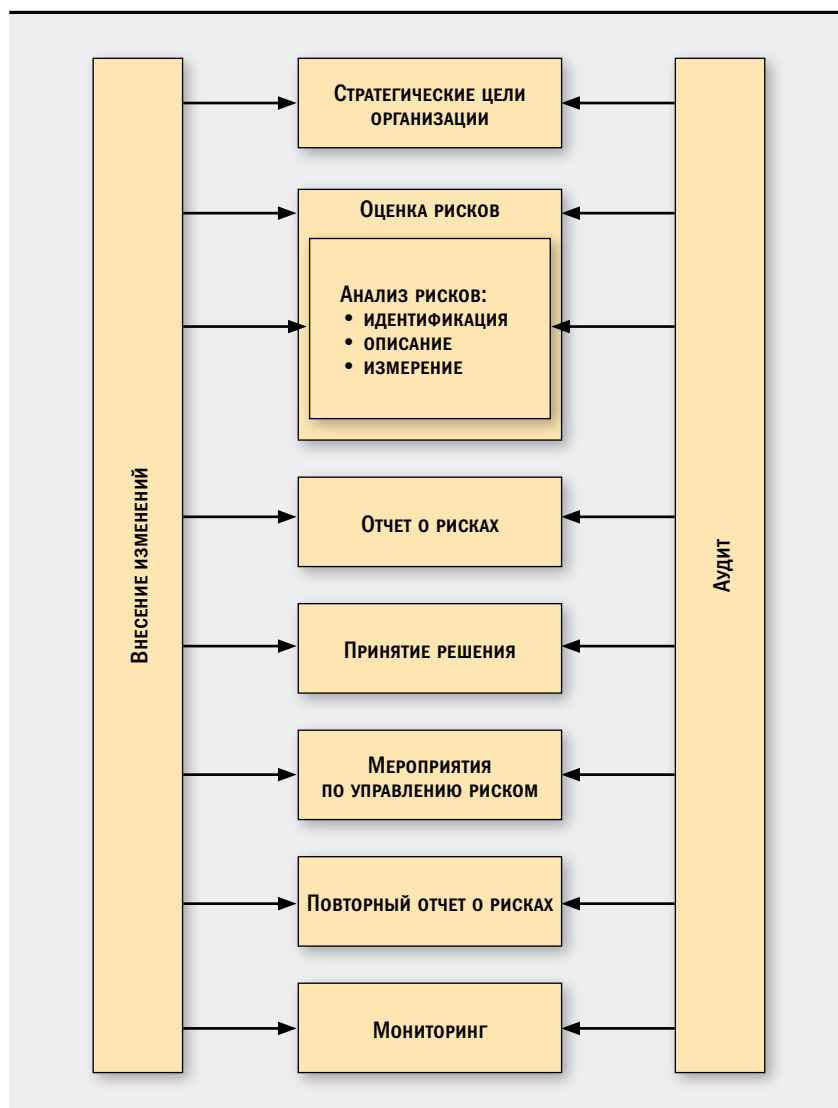 Стратегические цели
организации
Оценка рисков
Анализ рисков:
• идентификация
• описание
• измерение
Отчет о рисках
Принятие решения
Мероприятия
по управлению риском
Повторный отчет о рисках
Мониторинг
Внесение изменений
Аудит